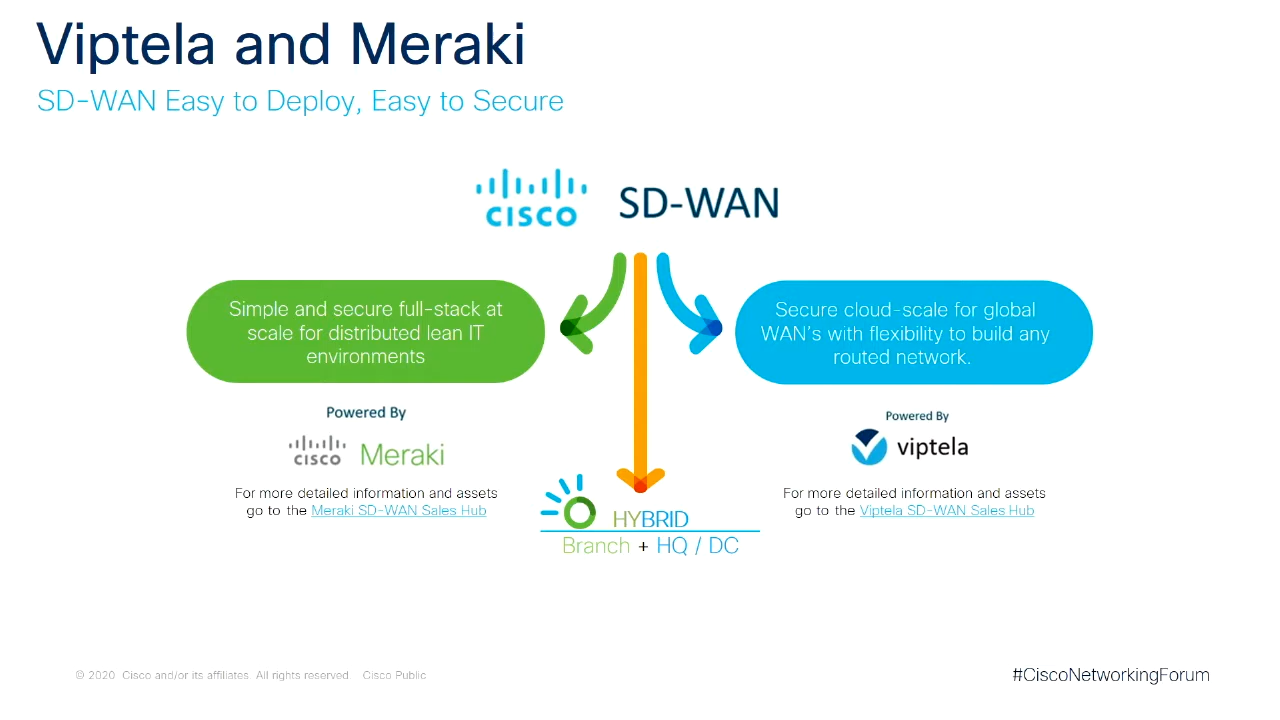 Viptela and Meraki
SD-WAN Easy to Deploy, Easy to Secure
CISCO SD-WAN
Simple and secure full-stack at
scale for distributed lean IT
environments
Secure cloud-scale for global
WAN's with flexibility to build any
routed network.
Powered By
CISCO Meraki
For more detailed information and assets
go to the Meraki SD-WAN Sales Hub
Powered By
viptela
For more detailed information and assets
go to the Viptela SD-WAN Sales Hub
HYBRID
Branch + HQ / DC
© 2020 Cisco and/or its affiliates. All rights reserved. Cisco Public
#CiscoNetworkingForum